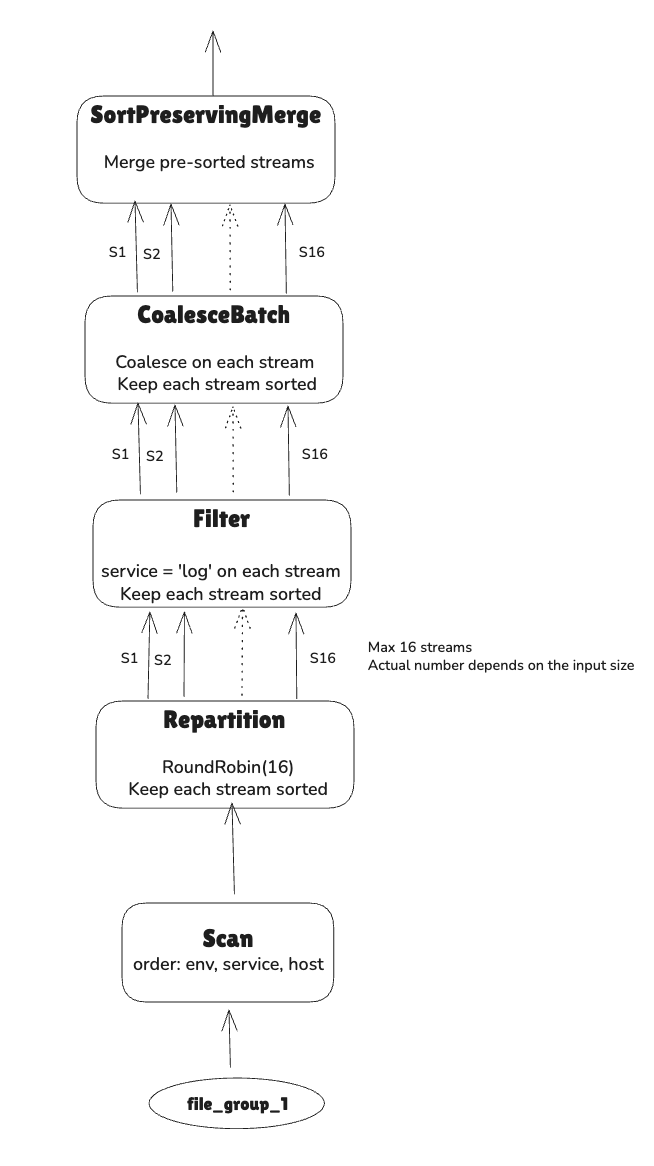 SortPreservingMerge
Merge pre-sorted streams
S1 S2 S16
CoalesceBatch
Coalesce on each stream
Keep each stream sorted
S1 S2 S16
Filter
service = 'log' on each stream
Keep each stream sorted
S1 S2 S16
Max 16 streams
Actual number depends on the input size
Repartition
RoundRobin(16)
Keep each stream sorted
Scan
order: env, service, host
file_group_1